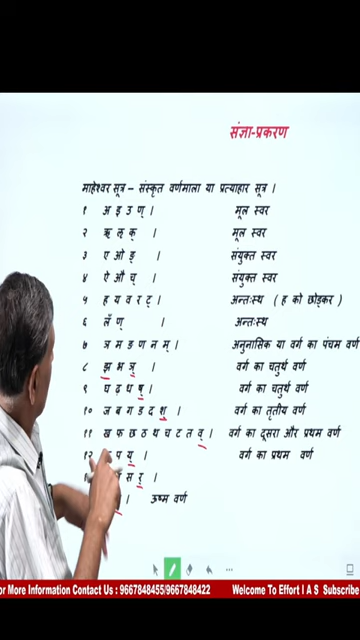 संज्ञा-प्रकरण
माहेश्वर सूत्र – संस्कृत वर्णमाला या प्रत्याहार सूत्र ।
१ अ इ उ ण् । मूल स्वर
२ ऋ लृ क् । मूल स्वर
३ ए ओ ङ् । संयुक्त स्वर
४ ऐ औ च् । संयुक्त स्वर
५ ह य व र ट् । अन्तःस्थ ( ह को छोड़कर )
६ लँ ण् । अन्तःस्थ
७ त्र म ङ ण न म् । अनुनासिक या वर्ग का पंचम वर्ण
८ झ भ त्र् । वर्ग का चतुर्थ वर्ण
९ घ ढ़ ध ष् । वर्ग का चतुर्थ वर्ण
१० ज ब ग ड द श् । वर्ग का तृतीय वर्ण
११ ख फ छ ठ थ च ट त व् । वर्ग का दूसरा और प्रथम वर्ण
१२ प य् । वर्ग का प्रथम वर्ण
स र् ।
। ऊष्म वर्ण
For More Information Contact Us : 9667848455/9667848422 Welcome To Effort I A S Subscribe